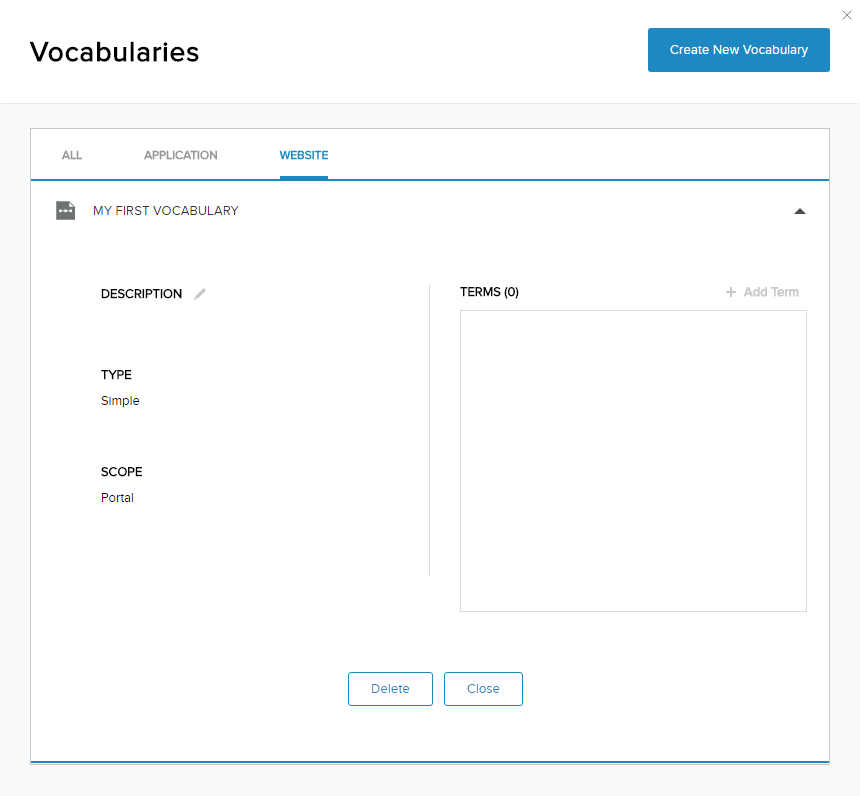 Vocabularies
Create New Vocabulary
ALL
APPLICATION
WEBSITE
MY FIRST VOCABULARY
DESCRIPTION
TYPE
Simple
SCOPE
Portal
TERMS (0)
+ Add Term
Delete
Close